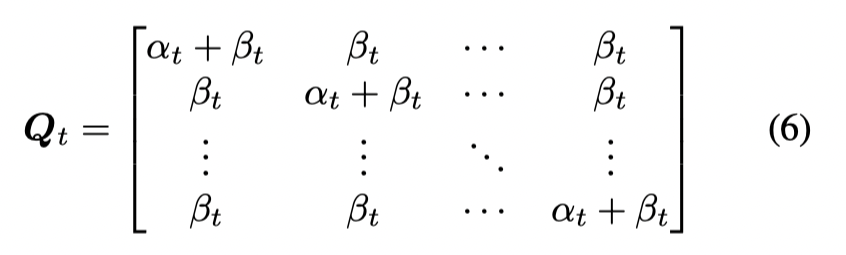 Q_t = [ α_t + β_t β_t ⋯ β_t
β_t α_t + β_t ⋯ β_t
⋮ ⋮ ⋱ ⋮
β_t β_t ⋯ α_t + β_t ] (6)